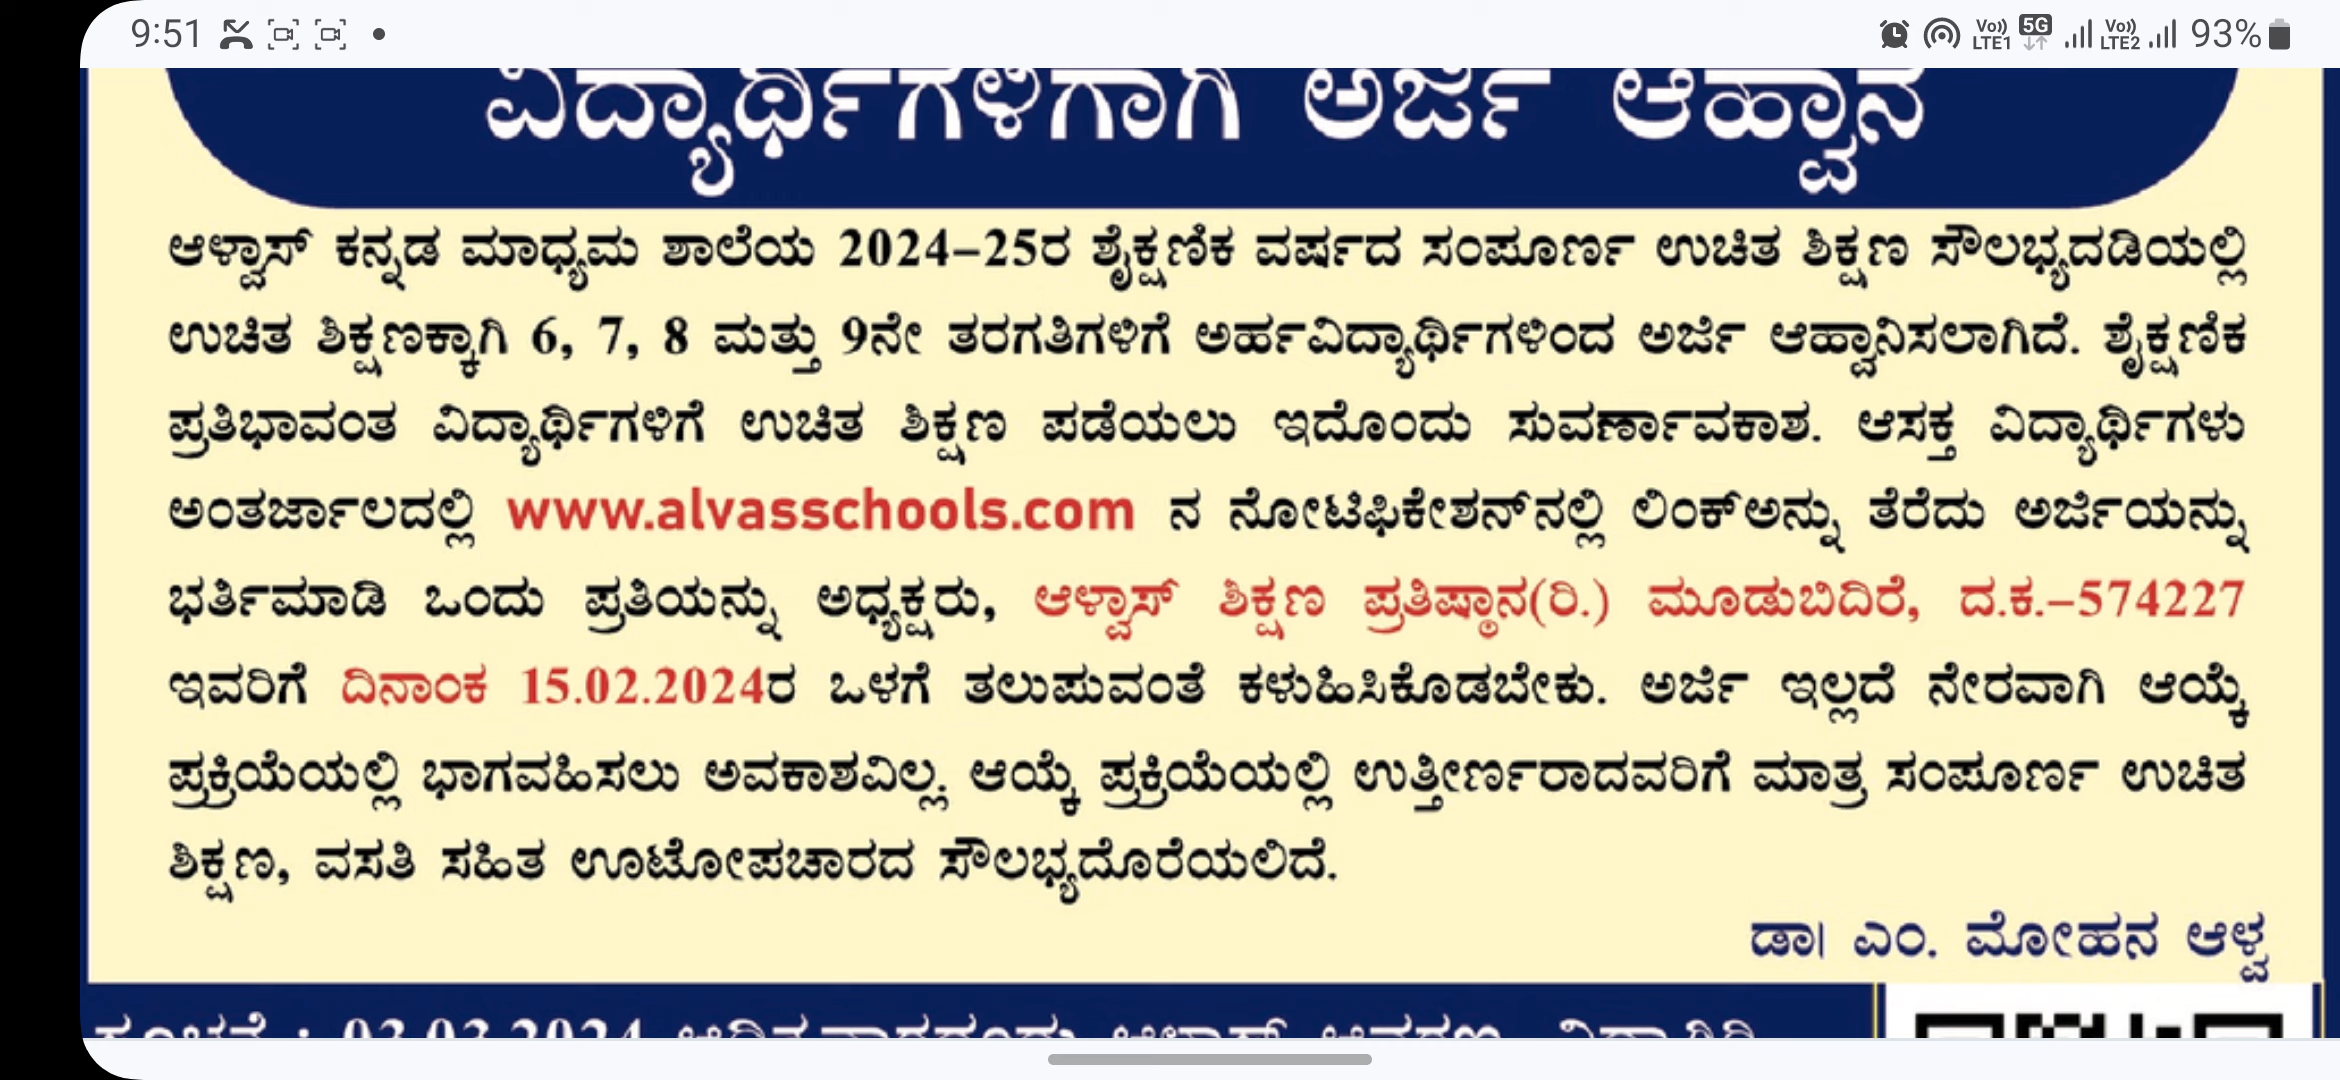 9:51
Vo)) LTE1 5G Vo)) LTE2 93%
ವಿದ್ಯಾರ್ಥಿಗಳಿಗಾಗಿ ಅರ್ಜಿ ಆಹ್ವಾನ
ಆಳ್ವಾಸ್ ಕನ್ನಡ ಮಾಧ್ಯಮ ಶಾಲೆಯ 2024–25ರ ಶೈಕ್ಷಣಿಕ ವರ್ಷದ ಸಂಪೂರ್ಣ ಉಚಿತ ಶಿಕ್ಷಣ ಸೌಲಭ್ಯದಡಿಯಲ್ಲಿ
ಉಚಿತ ಶಿಕ್ಷಣಕ್ಕಾಗಿ 6, 7, 8 ಮತ್ತು 9ನೇ ತರಗತಿಗಳಿಗೆ ಅರ್ಹವಿದ್ಯಾರ್ಥಿಗಳಿಂದ ಅರ್ಜಿ ಆಹ್ವಾನಿಸಲಾಗಿದೆ. ಶೈಕ್ಷಣಿಕ
ಪ್ರತಿಭಾವಂತ ವಿದ್ಯಾರ್ಥಿಗಳಿಗೆ ಉಚಿತ ಶಿಕ್ಷಣ ಪಡೆಯಲು ಇದೊಂದು ಸುವರ್ಣಾವಕಾಶ. ಆಸಕ್ತ ವಿದ್ಯಾರ್ಥಿಗಳು
ಅಂತರ್ಜಾಲದಲ್ಲಿ www.alvasschools.com ನ ನೋಟಿಫಿಕೇಶನ್‌ನಲ್ಲಿ ಲಿಂಕ್‌ಅನ್ನು ತೆರೆದು ಅರ್ಜಿಯನ್ನು
ಭರ್ತಿಮಾಡಿ ಒಂದು ಪ್ರತಿಯನ್ನು ಅಧ್ಯಕ್ಷರು, ಆಳ್ವಾಸ್ ಶಿಕ್ಷಣ ಪ್ರತಿಷ್ಠಾನ(ರಿ.) ಮೂಡುಬಿದಿರೆ, ದ.ಕ.–574227
ಇವರಿಗೆ ದಿನಾಂಕ 15.02.2024ರ ಒಳಗೆ ತಲುಪುವಂತೆ ಕಳುಹಿಸಿಕೊಡಬೇಕು. ಅರ್ಜಿ ಇಲ್ಲದೆ ನೇರವಾಗಿ ಆಯ್ಕೆ
ಪ್ರಕ್ರಿಯೆಯಲ್ಲಿ ಭಾಗವಹಿಸಲು ಅವಕಾಶವಿಲ್ಲ. ಆಯ್ಕೆ ಪ್ರಕ್ರಿಯೆಯಲ್ಲಿ ಉತ್ತೀರ್ಣರಾದವರಿಗೆ ಮಾತ್ರ ಸಂಪೂರ್ಣ ಉಚಿತ
ಶಿಕ್ಷಣ, ವಸತಿ ಸಹಿತ ಊಟೋಪಚಾರದ ಸೌಲಭ್ಯದೊರೆಯಲಿದೆ.
ಡಾ| ಎಂ. ಮೋಹನ ಆಳ್ವ